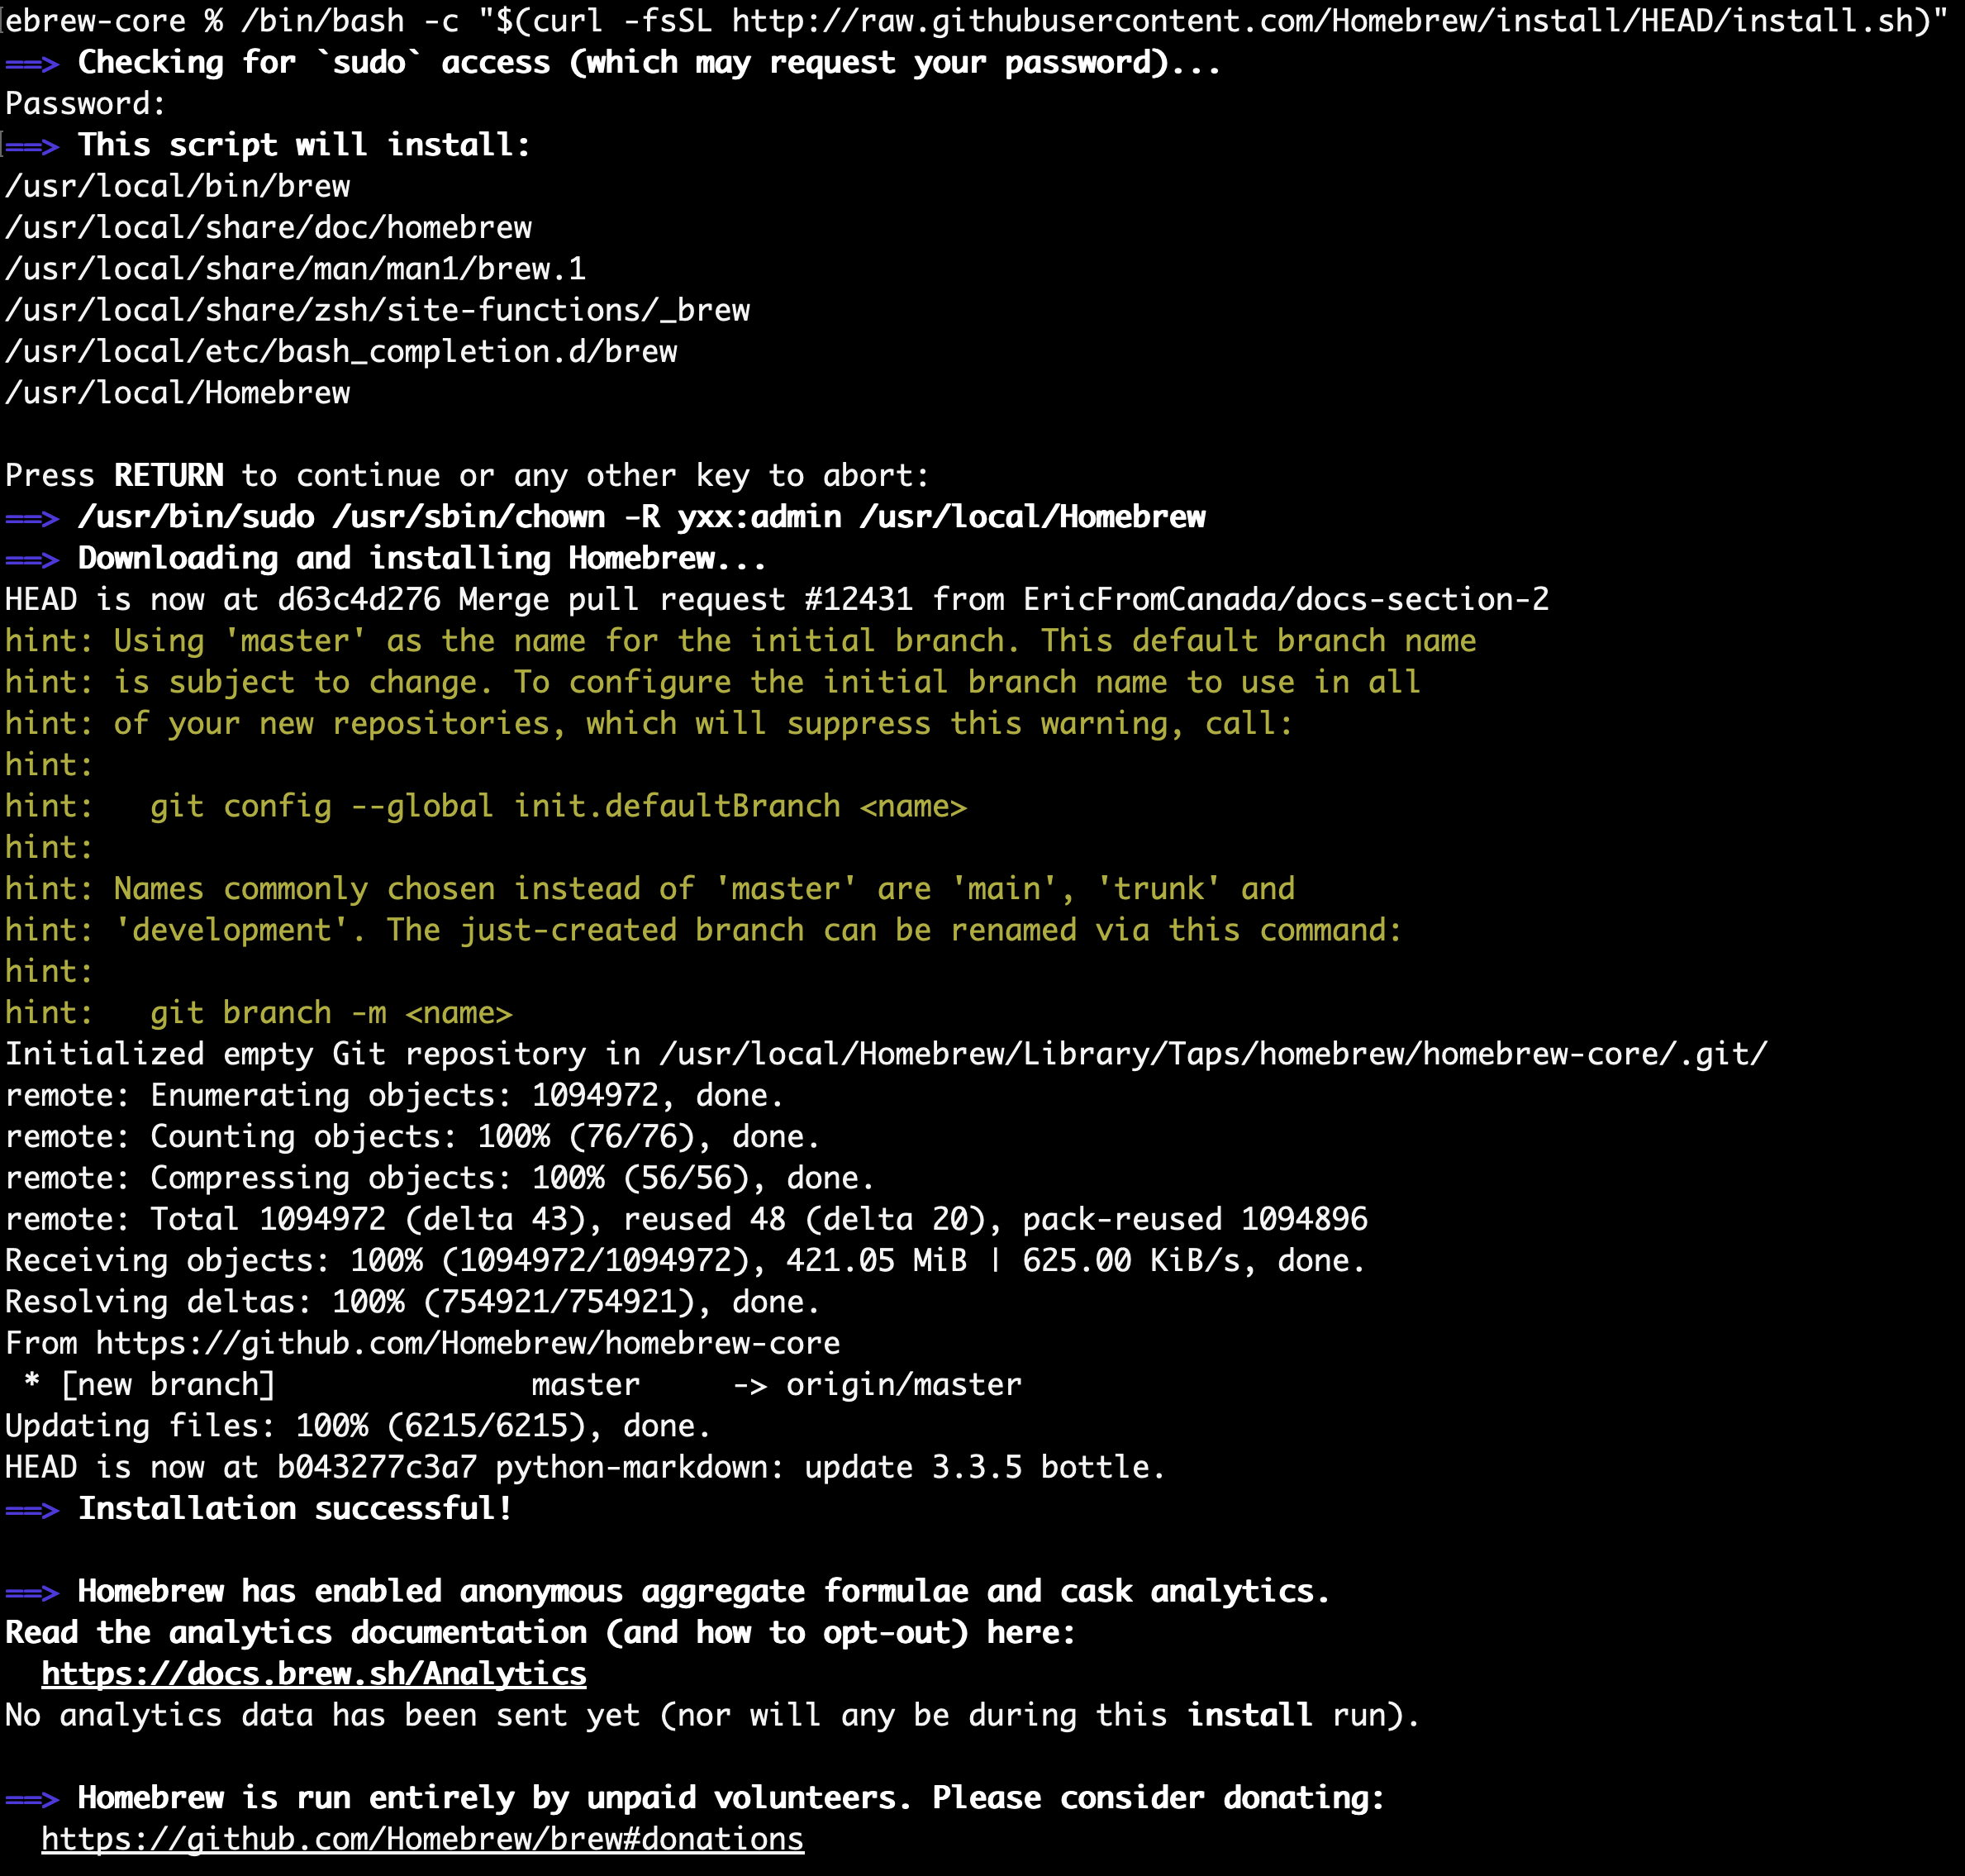 ebrew-core % /bin/bash -c "$(curl -fsSL http://raw.githubusercontent.com/Homebrew/install/HEAD/install.sh)"
==> Checking for `sudo` access (which may request your password)...
Password:
==> This script will install:
/usr/local/bin/brew
/usr/local/share/doc/homebrew
/usr/local/share/man/man1/brew.1
/usr/local/share/zsh/site-functions/_brew
/usr/local/etc/bash_completion.d/brew
/usr/local/Homebrew

Press RETURN to continue or any other key to abort:
==> /usr/bin/sudo /usr/sbin/chown -R yxx:admin /usr/local/Homebrew
==> Downloading and installing Homebrew...
HEAD is now at d63c4d276 Merge pull request #12431 from EricFromCanada/docs-section-2
hint: Using 'master' as the name for the initial branch. This default branch name
hint: is subject to change. To configure the initial branch name to use in all
hint: of your new repositories, which will suppress this warning, call:
hint:
hint:   git config --global init.defaultBranch <name>
hint:
hint: Names commonly chosen instead of 'master' are 'main', 'trunk' and
hint: 'development'. The just-created branch can be renamed via this command:
hint:
hint:   git branch -m <name>
Initialized empty Git repository in /usr/local/Homebrew/Library/Taps/homebrew/homebrew-core/.git/
remote: Enumerating objects: 1094972, done.
remote: Counting objects: 100% (76/76), done.
remote: Compressing objects: 100% (56/56), done.
remote: Total 1094972 (delta 43), reused 48 (delta 20), pack-reused 1094896
Receiving objects: 100% (1094972/1094972), 421.05 MiB | 625.00 KiB/s, done.
Resolving deltas: 100% (754921/754921), done.
From https://github.com/Homebrew/homebrew-core
 * [new branch]              master     -> origin/master
Updating files: 100% (6215/6215), done.
HEAD is now at b043277c3a7 python-markdown: update 3.3.5 bottle.
==> Installation successful!

==> Homebrew has enabled anonymous aggregate formulae and cask analytics.
Read the analytics documentation (and how to opt-out) here:
  https://docs.brew.sh/Analytics
No analytics data has been sent yet (nor will any be during this install run).

==> Homebrew is run entirely by unpaid volunteers. Please consider donating:
  https://github.com/Homebrew/brew#donations